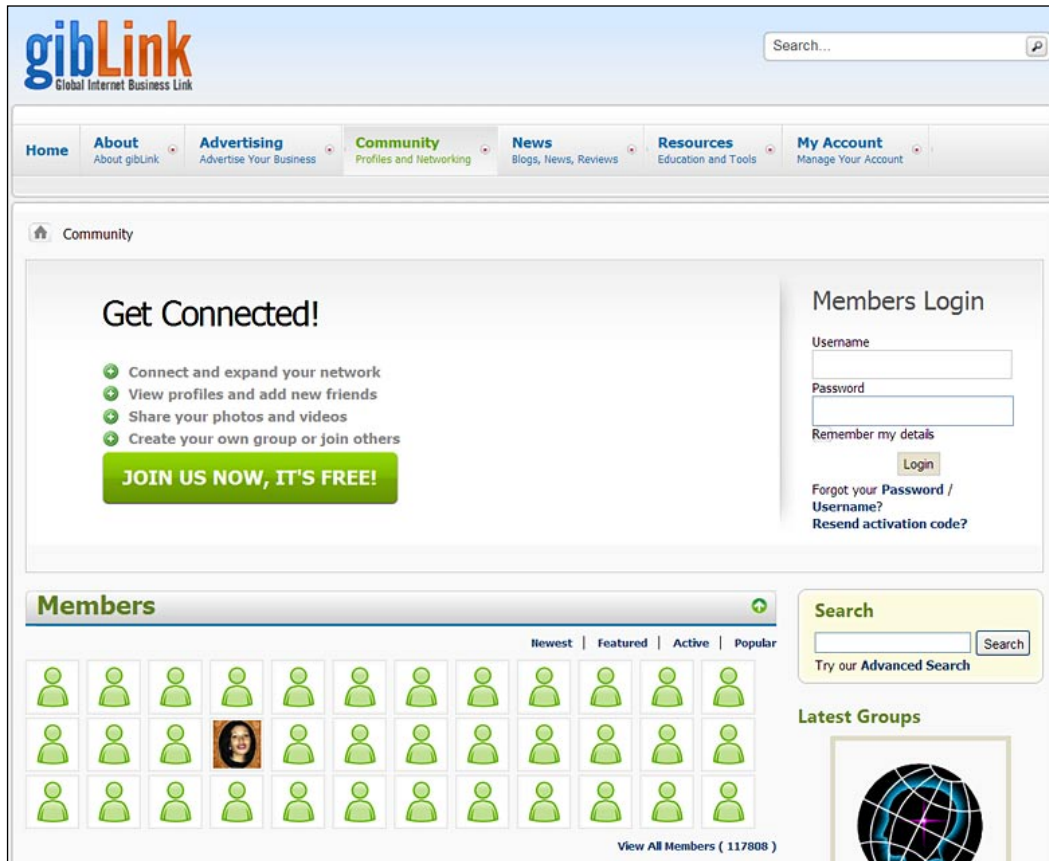 gibLink
Global Internet Business Link
Search...
Home
About
About gibLink
Advertising
Advertise Your Business
Community
Profiles and Networking
News
Blogs, News, Reviews
Resources
Education and Tools
My Account
Manage Your Account
Community
Get Connected!
Connect and expand your network
View profiles and add new friends
Share your photos and videos
Create your own group or join others
JOIN US NOW, IT'S FREE!
Members Login
Username
Password
Remember my details
Login
Forgot your Password /
Username?
Resend activation code?
Members
Newest | Featured | Active | Popular
View All Members ( 117808 )
Search
Search
Try our Advanced Search
Latest Groups